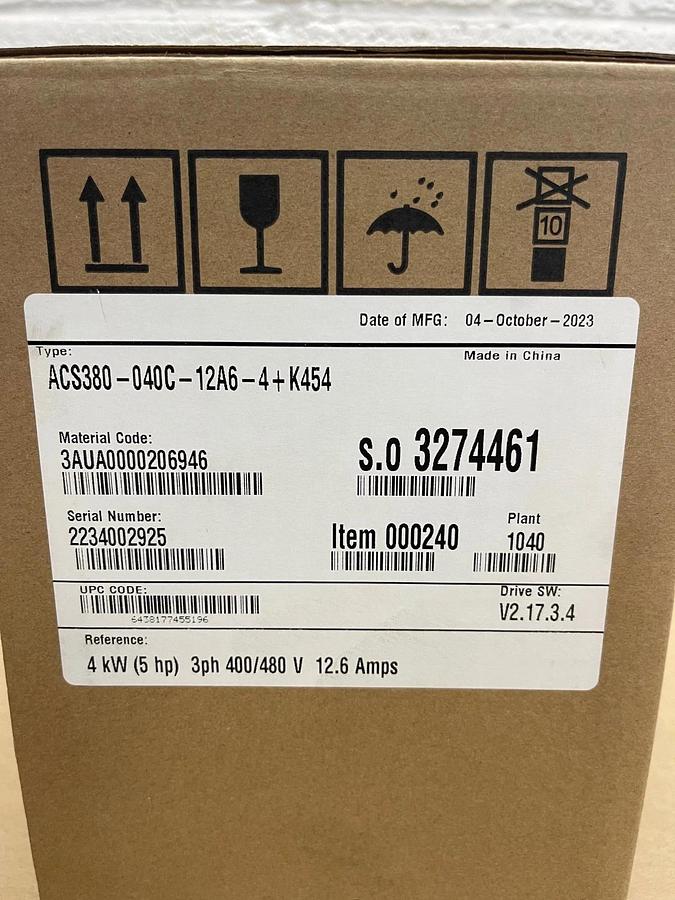 10
Date of MFG: 04-October-2023
Type:
Made in China
ACS380-040C-12A6-4+K454
Material Code:
3AUA0000206946
S.O 3274461
Serial Number:
2234002925
Item 000240
Plant
1040
UPC CODE:
6438177455196
Drive SW:
V2.17.3.4
Reference:
4 kW (5 hp) 3ph 400/480 V 12.6 Amps